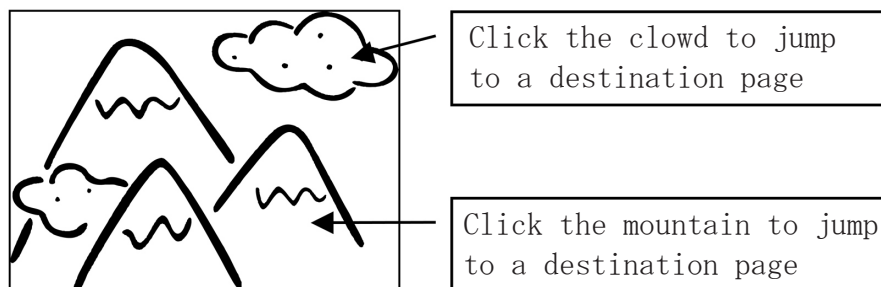 Click the clowd to jump
to a destination page
Click the mountain to jump
to a destination page